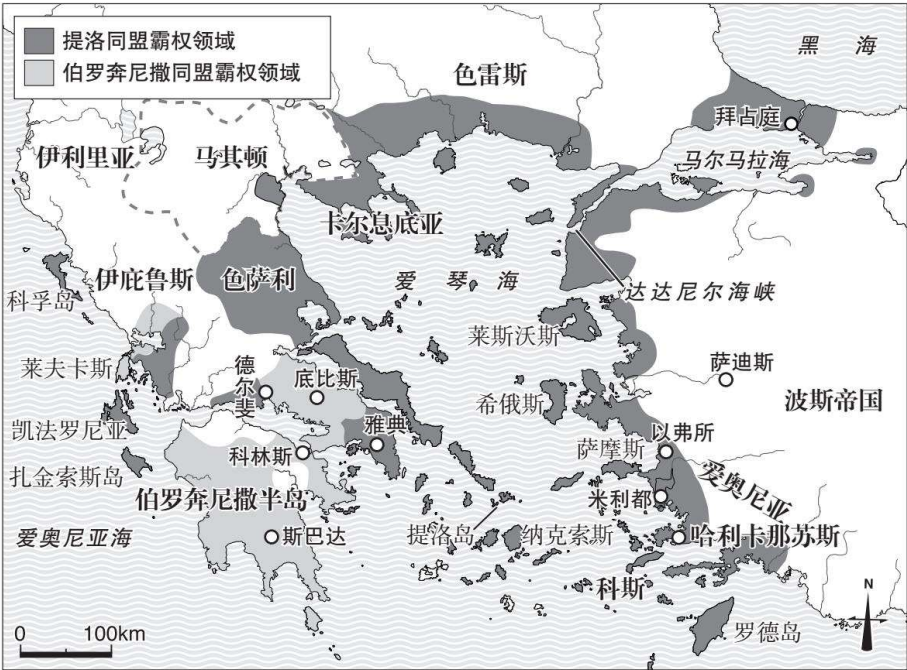 提洛同盟霸权领域
伯罗奔尼撒同盟霸权领域
黑 海
色雷斯
拜占庭
马尔马拉海
伊利里亚
马其顿
卡尔息底亚
伊庇鲁斯
色萨利
爱 琴 海
达达尼尔海峡
科孚岛
莱斯沃斯
莱夫卡斯
德尔斐
底比斯
萨迪斯
希俄斯
波斯帝国
凯法罗尼亚
雅典
以弗所
科林斯
萨摩斯
扎金索斯岛
爱奥尼亚
伯罗奔尼撒半岛
米利都
提洛岛
纳克索斯
哈利卡那苏斯
爱奥尼亚海
斯巴达
科斯
罗德岛
N
0 100km